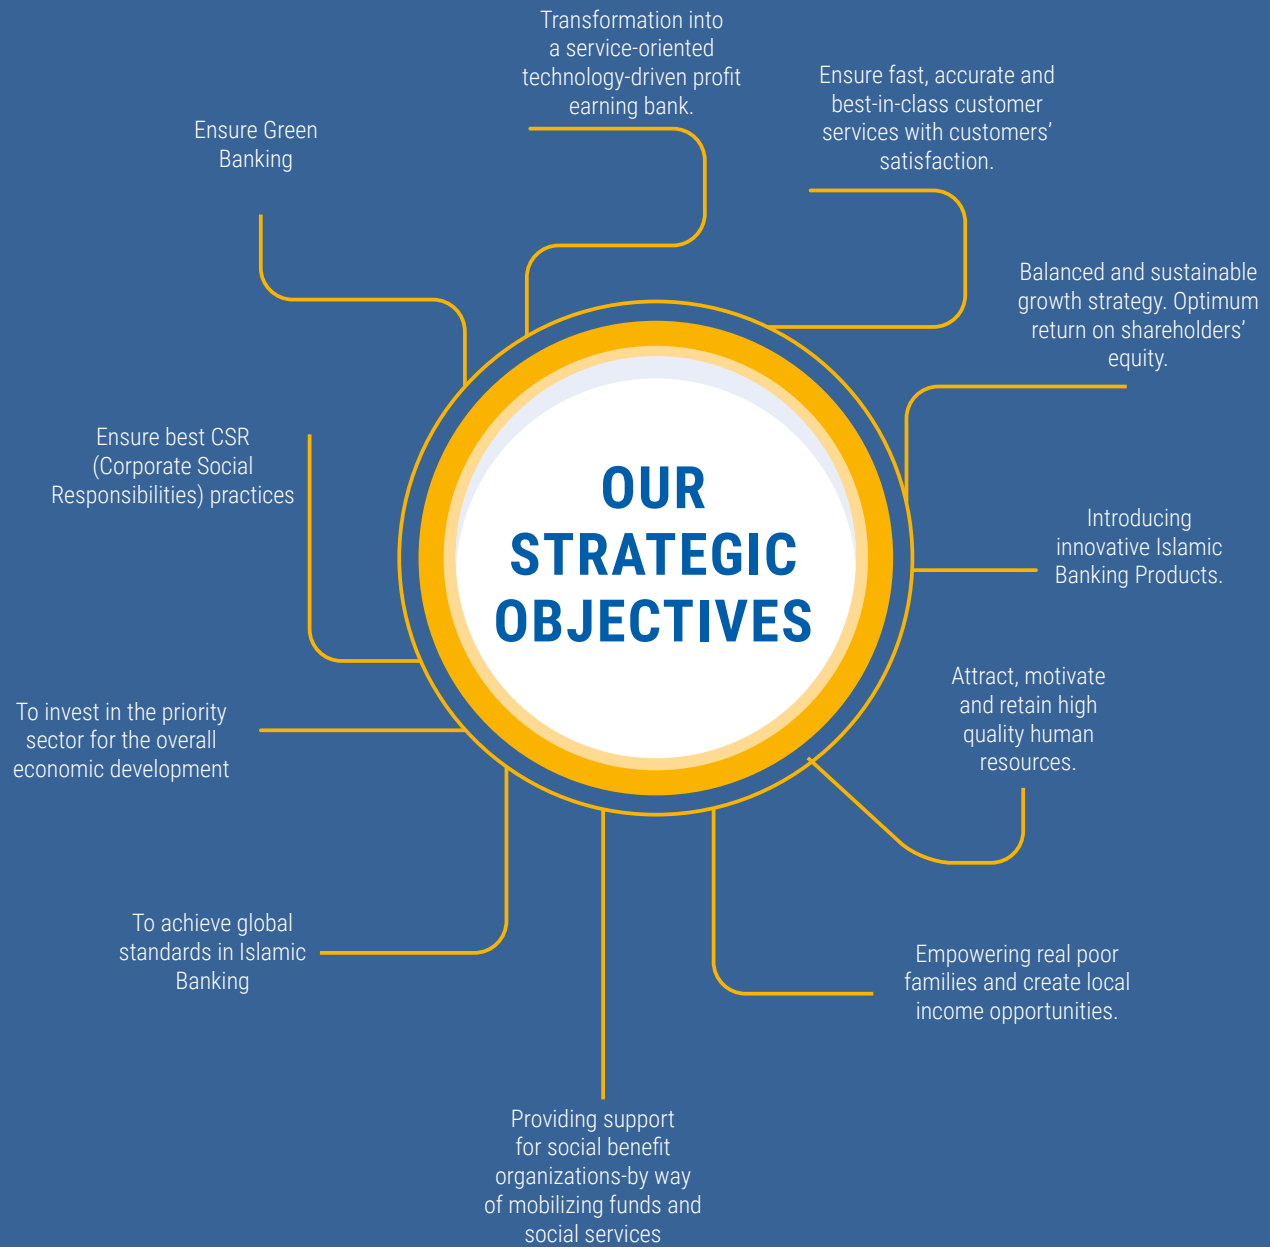 Transformation into
a service-oriented
technology-driven profit
earning bank.
Ensure fast, accurate and
best-in-class customer
services with customers’
satisfaction.
Ensure Green
Banking
Balanced and sustainable
growth strategy. Optimum
return on shareholders’
equity.
Ensure best CSR
(Corporate Social
Responsibilities) practices
OUR
STRATEGIC
OBJECTIVES
Introducing
innovative Islamic
Banking Products.
Attract, motivate
and retain high
quality human
resources.
To invest in the priority
sector for the overall
economic development
To achieve global
standards in Islamic
Banking
Empowering real poor
families and create local
income opportunities.
Providing support
for social benefit
organizations-by way
of mobilizing funds and
social services